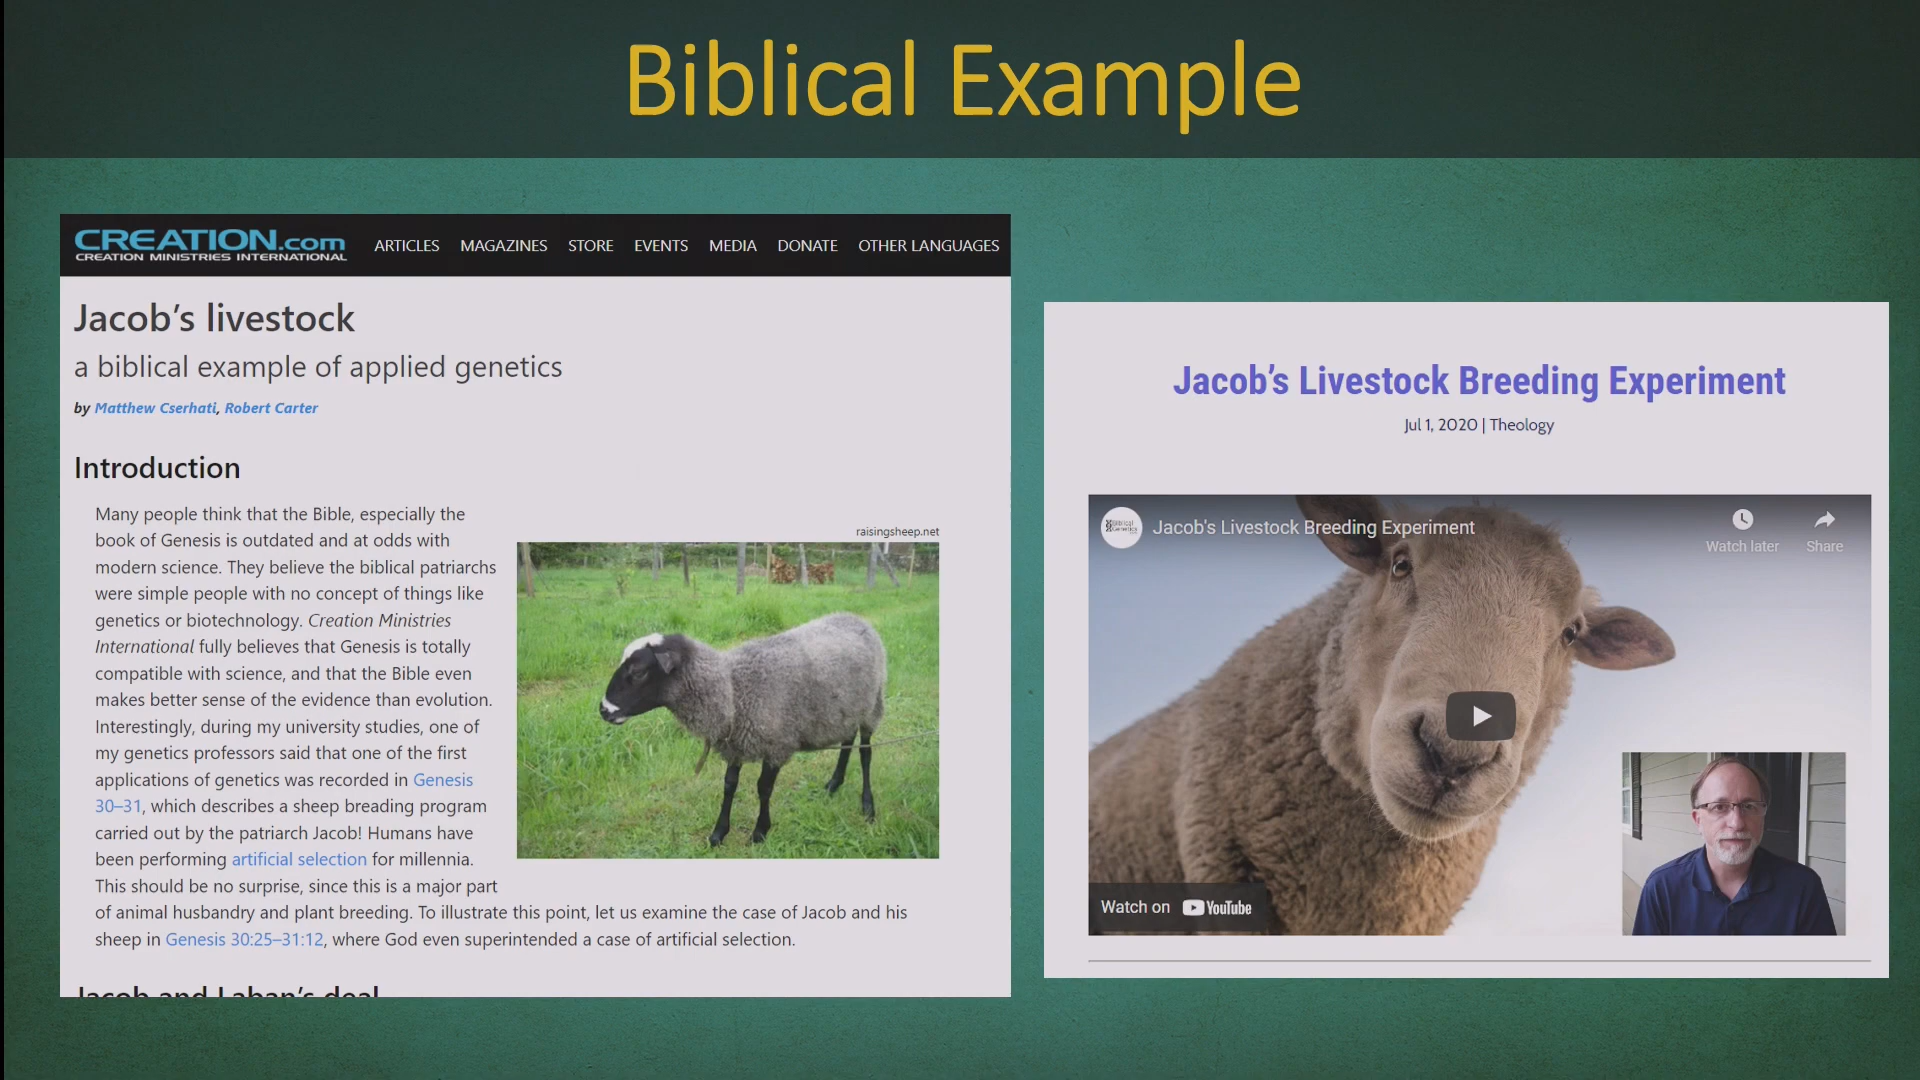 Biblical Example
CREATION.com
CREATION MINISTRIES INTERNATIONAL
ARTICLES MAGAZINES STORE EVENTS MEDIA DONATE OTHER LANGUAGES
Jacob's livestock
a biblical example of applied genetics
by Matthew Cserhati, Robert Carter
Introduction
Many people think that the Bible, especially the
book of Genesis is outdated and at odds with
modern science. They believe the biblical patriarchs
were simple people with no concept of things like
genetics or biotechnology. Creation Ministries
International fully believes that Genesis is totally
compatible with science, and that the Bible even
makes better sense of the evidence than evolution.
Interestingly, during my university studies, one of
my genetics professors said that one of the first
applications of genetics was recorded in Genesis
30–31, which describes a sheep breading program
carried out by the patriarch Jacob! Humans have
been performing artificial selection for millennia.
This should be no surprise, since this is a major part
of animal husbandry and plant breeding. To illustrate this point, let us examine the case of Jacob and his
sheep in Genesis 30:25–31:12, where God even superintended a case of artificial selection.
raisingsheep.net
Jacob and Laban's deal
Jacob's Livestock Breeding Experiment
Jul 1, 2020 | Theology
Biblical
Genetics
Jacob's Livestock Breeding Experiment
Watch later Share
Watch on YouTube